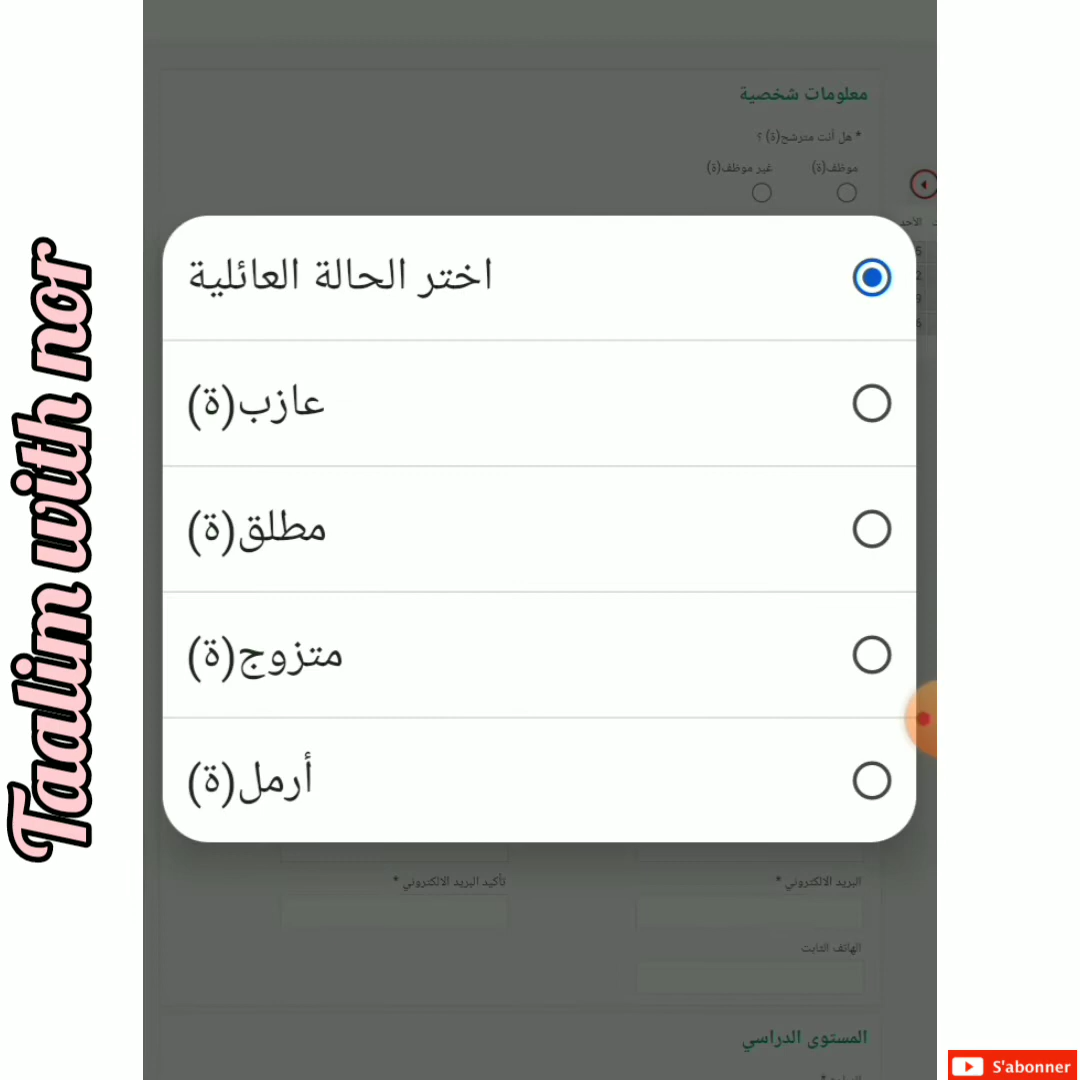 معلومات شخصية
* هل أنت مترشح(ة) ؟
موظف(ة)
غير موظف(ة)
الأحد
اختر الحالة العائلية
عازب(ة)
مطلق(ة)
متزوج(ة)
أرمل(ة)
البريد الالكتروني *
تأكيد البريد الالكتروني *
الهاتف الثابت
المستوى الدراسي
Taalim with nor
S'abonner